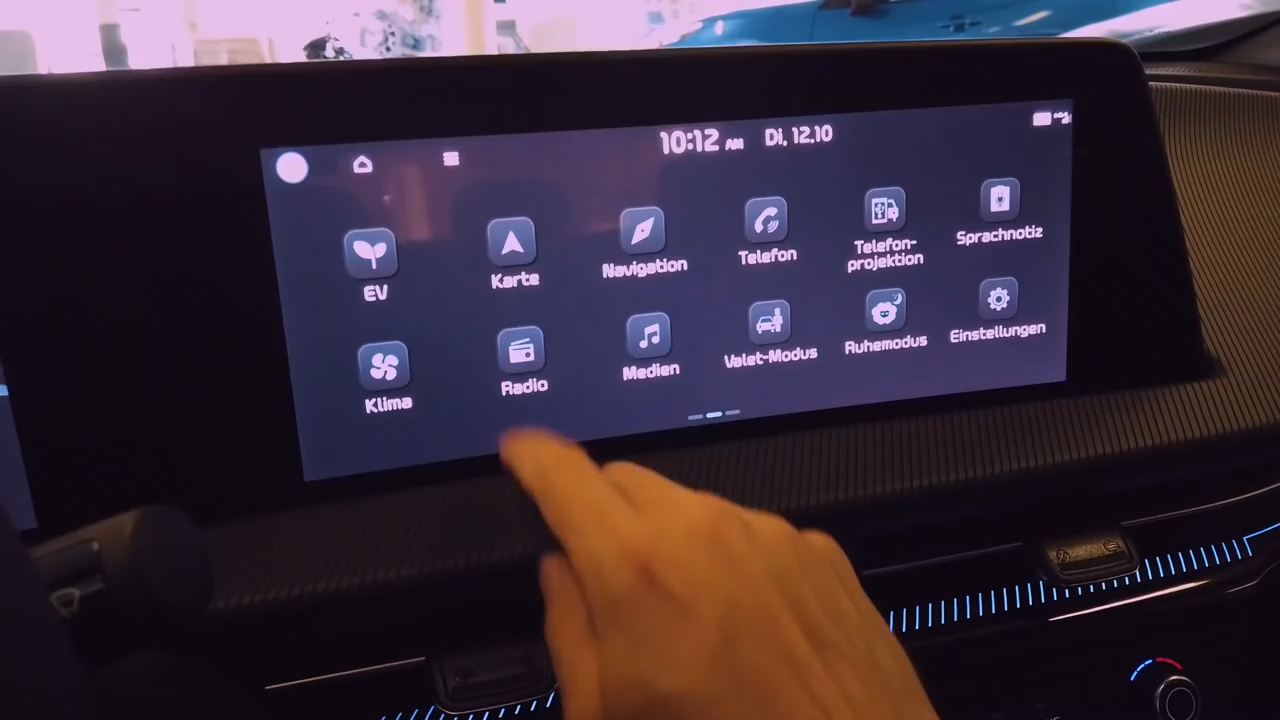 10:12 AM Di, 12.10
EV
Karte
Navigation
Telefon
Telefon-
projektion
Sprachnotiz
Klima
Radio
Medien
Valet-Modus
Ruhemodus
Einstellungen